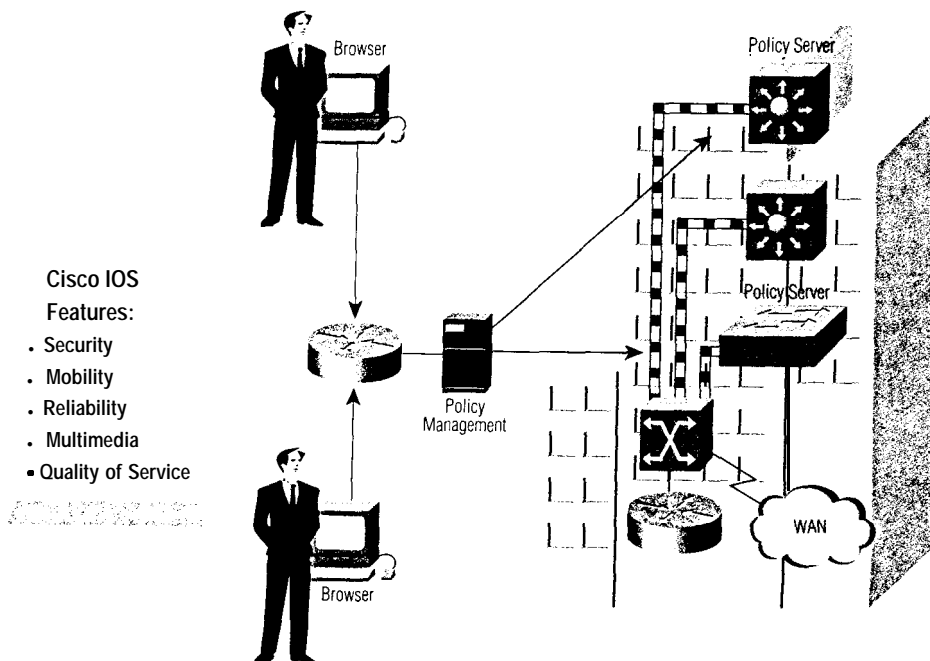 Browser
Policy Server
Cisco IOS
Features:
. Security
. Mobility
. Reliability
. Multimedia
- Quality of Service
Policy Server
Policy
Management
WAN
Browser